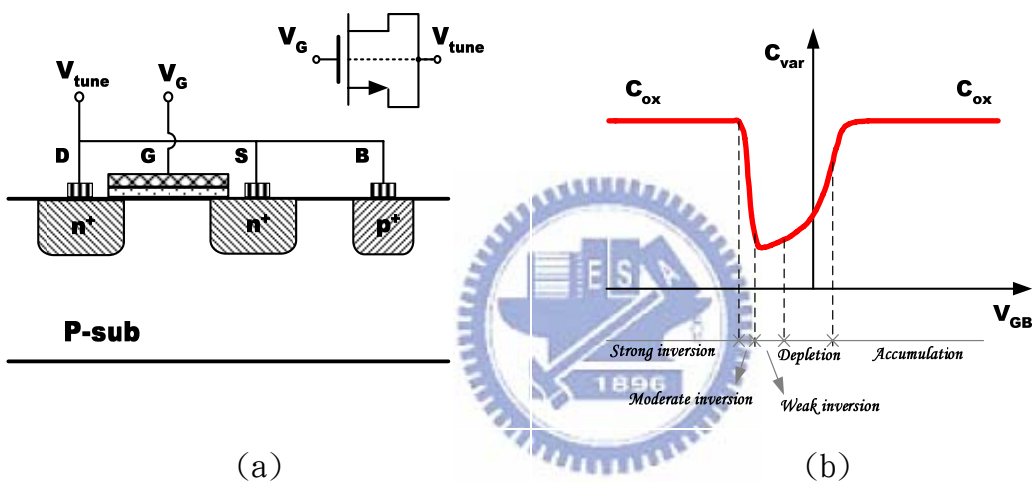 V_G
V_tune
V_tune
V_G
D
G
S
B
n+
n+
p+
P-sub
(a)
C_var
C_ox
C_ox
V_GB
Strong inversion
Depletion
Accumulation
Moderate inversion
Weak inversion
E S A
1896
(b)